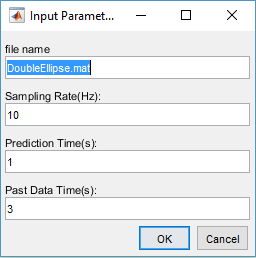 Input Paramet...
file name
DoubleEllipse.mat
Sampling Rate(Hz):
10
Prediction Time(s):
1
Past Data Time(s):
3
OK Cancel